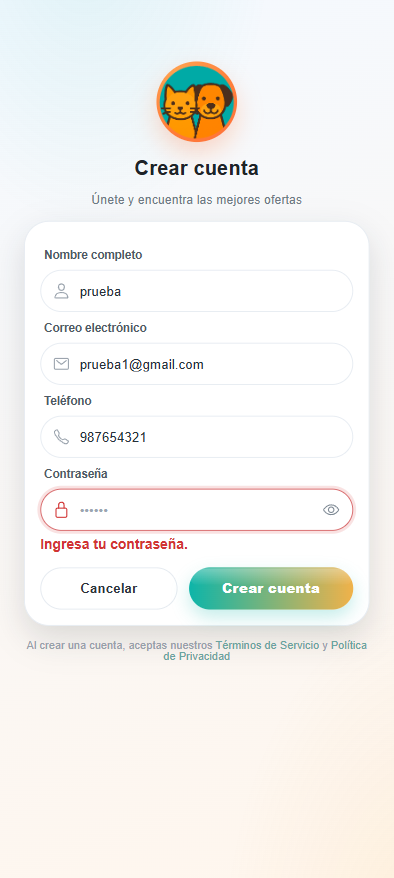 Crear cuenta
Únete y encuentra las mejores ofertas
Nombre completo
prueba
Correo electrónico
prueba1@gmail.com
Teléfono
987654321
Contraseña
••••••
Ingresa tu contraseña.
Cancelar
Crear cuenta
Al crear una cuenta, aceptas nuestros Términos de Servicio y Política
de Privacidad